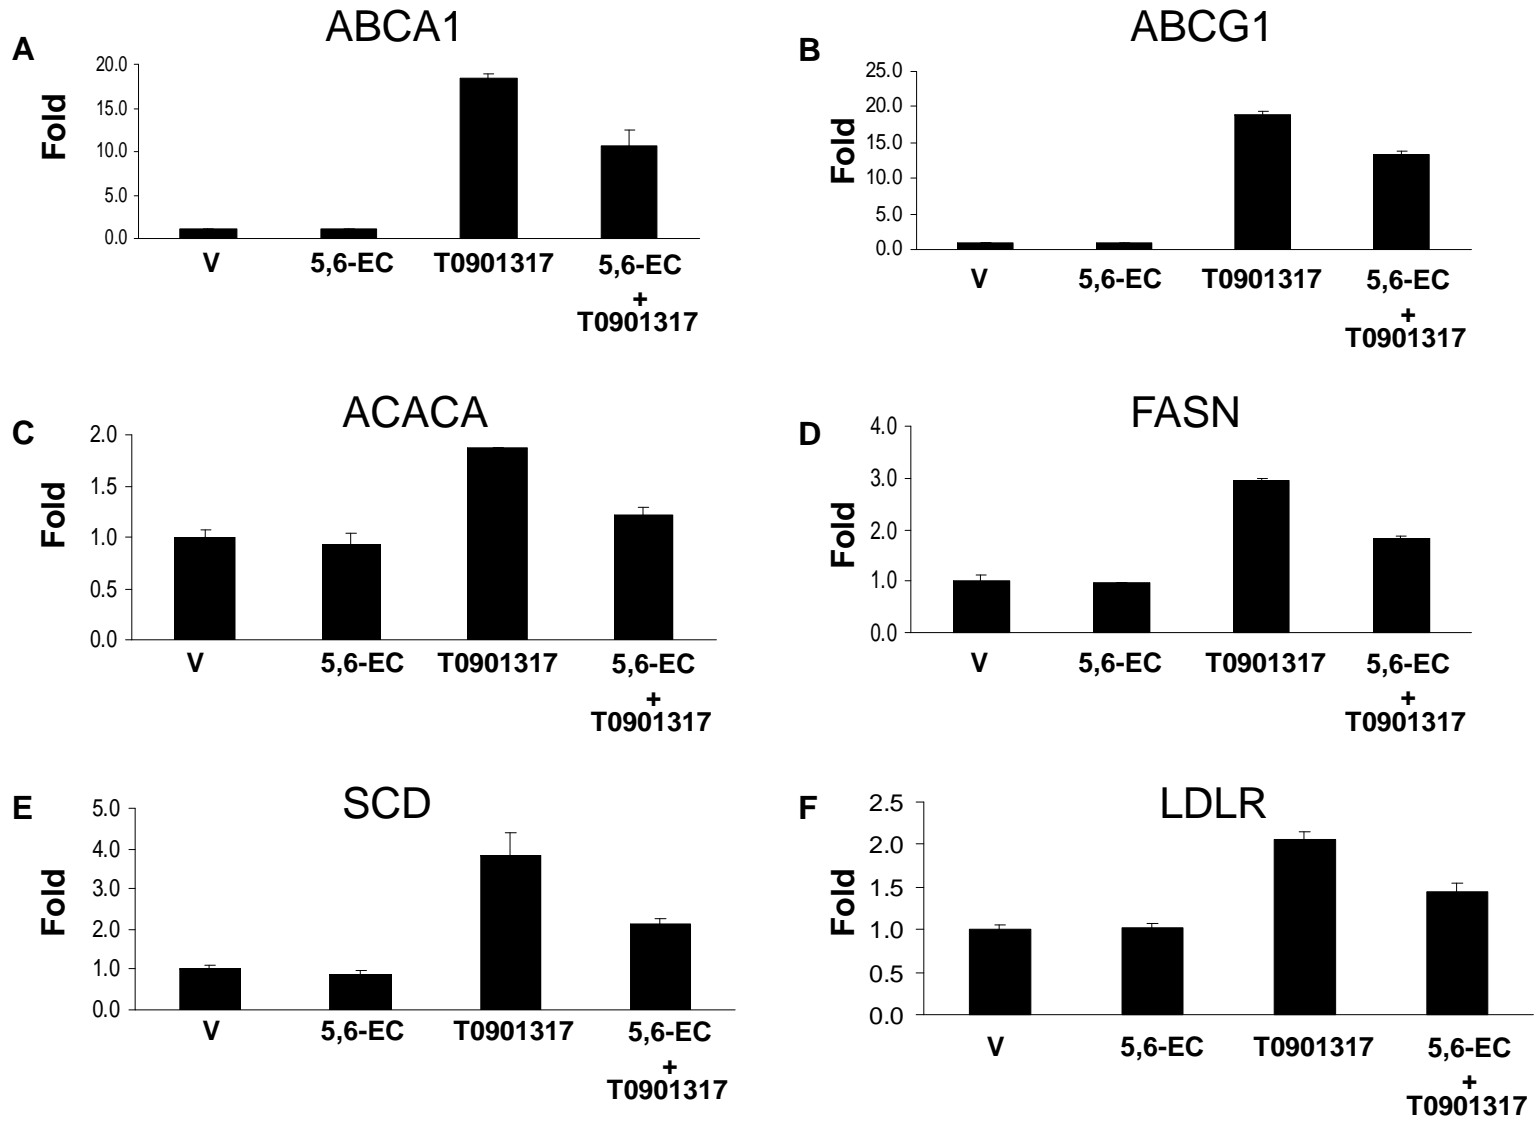 A
ABCA1
Fold
20.0
15.0
10.0
5.0
0.0
V
5,6-EC
T0901317
5,6-EC
+
T0901317
B
ABCG1
Fold
25.0
20.0
15.0
10.0
5.0
0.0
V
5,6-EC
T0901317
5,6-EC
+
T0901317
C
ACACA
Fold
2.0
1.5
1.0
0.5
0.0
V
5,6-EC
T0901317
5,6-EC
+
T0901317
D
FASN
Fold
4.0
3.0
2.0
1.0
0.0
V
5,6-EC
T0901317
5,6-EC
+
T0901317
E
SCD
Fold
5.0
4.0
3.0
2.0
1.0
0.0
V
5,6-EC
T0901317
5,6-EC
+
T0901317
F
LDLR
Fold
2.5
2.0
1.5
1.0
0.5
0.0
V
5,6-EC
T0901317
5,6-EC
+
T0901317